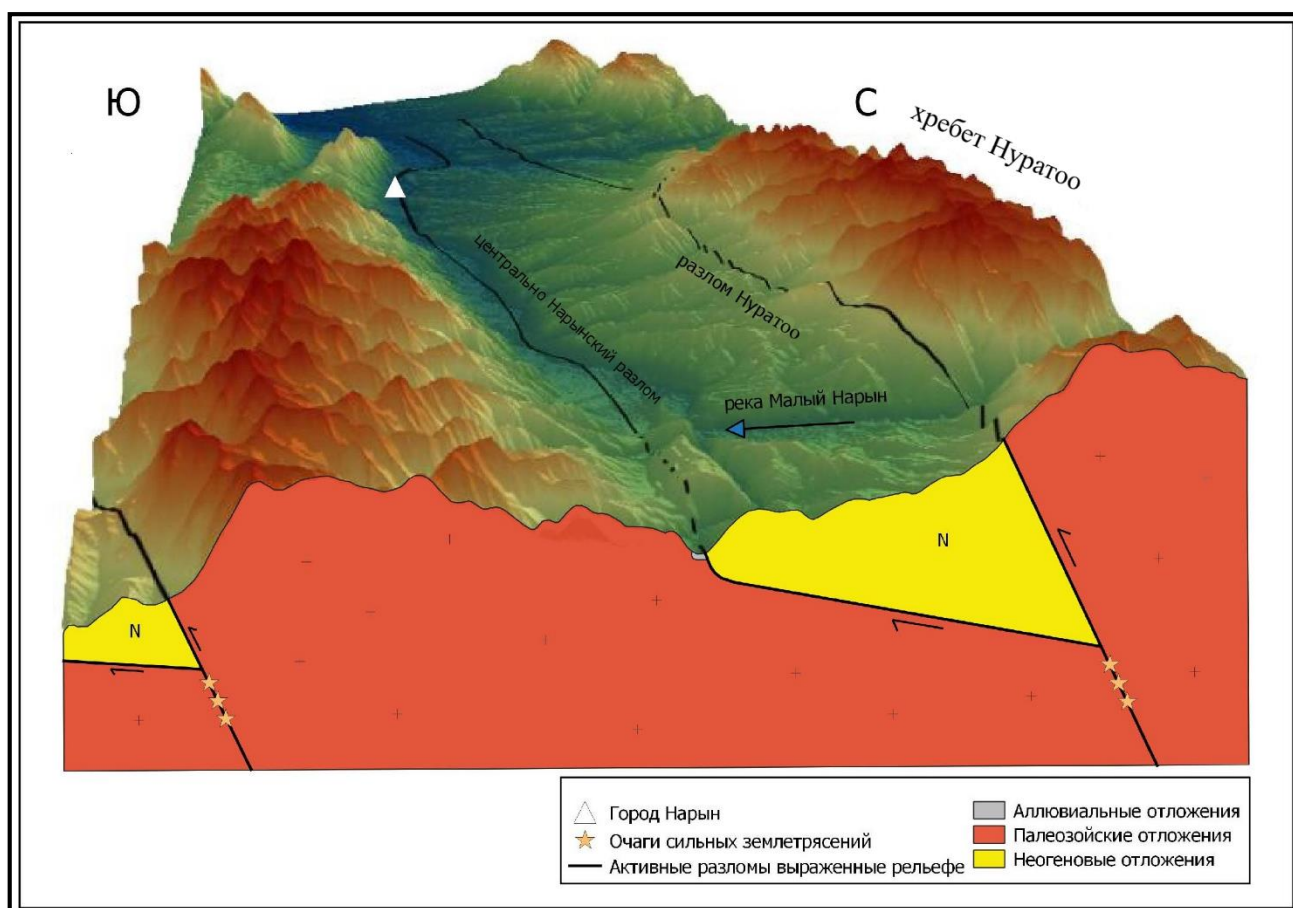 Ю
С
хребет Нуратоо
центрально Нарынский разлом
разлом Нуратоо
река Малый Нарын
N
N
Город Нарын
Очаги сильных землетрясений
Активные разломы выраженные рельефе
Аллювиальные отложения
Палеозойские отложения
Неогеновые отложения